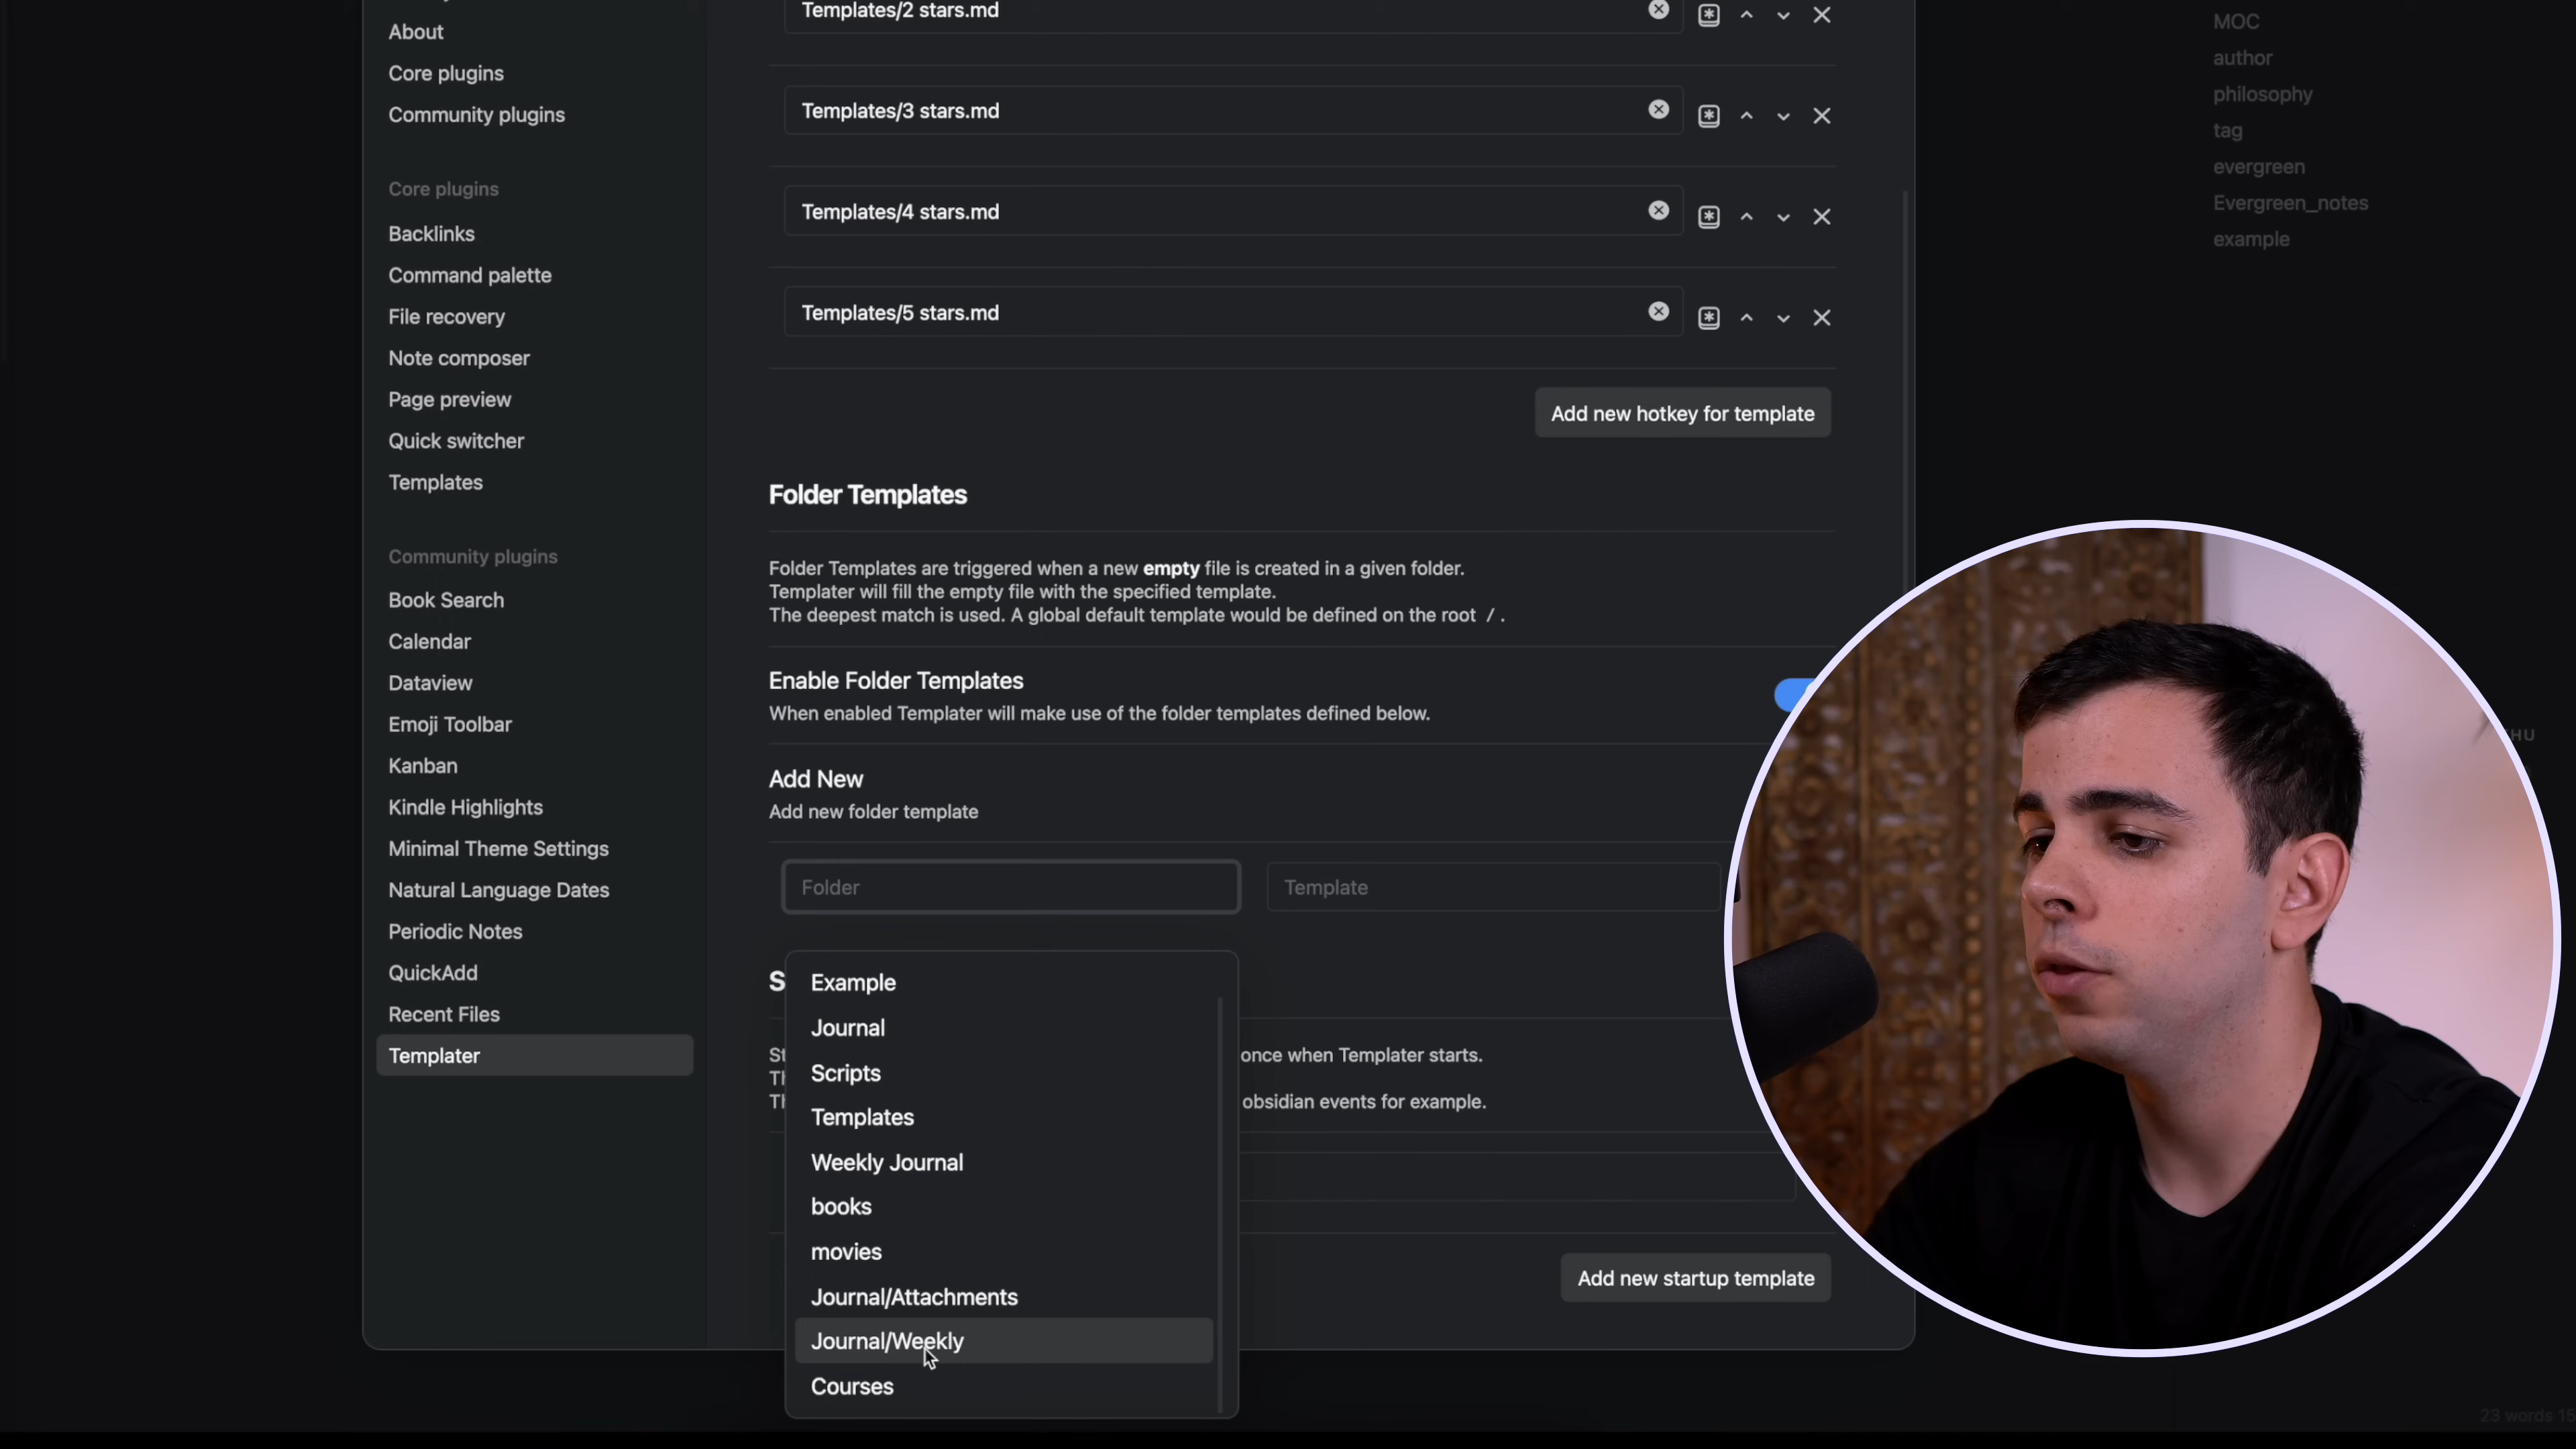 About
Core plugins
Community plugins
Core plugins
Backlinks
Command palette
File recovery
Note composer
Page preview
Quick switcher
Templates
Community plugins
Book Search
Calendar
Dataview
Emoji Toolbar
Kanban
Kindle Highlights
Minimal Theme Settings
Natural Language Dates
Periodic Notes
QuickAdd
Recent Files
Templater
Templates/2 stars.md
Templates/3 stars.md
Templates/4 stars.md
Templates/5 stars.md
Add new hotkey for template
Folder Templates
Folder Templates are triggered when a new empty file is created in a given folder.
Templater will fill the empty file with the specified template.
The deepest match is used. A global default template would be defined on the root / .
Enable Folder Templates
When enabled Templater will make use of the folder templates defined below.
Add New
Add new folder template
Folder
Template
Example
Journal
Scripts
Templates
Weekly Journal
books
movies
Journal/Attachments
Journal/Weekly
Courses
S
St
once when Templater starts.
Th
Th
obsidian events for example.
Add new startup template
MOC
author
philosophy
tag
evergreen
Evergreen_notes
example
HU
23 words 15